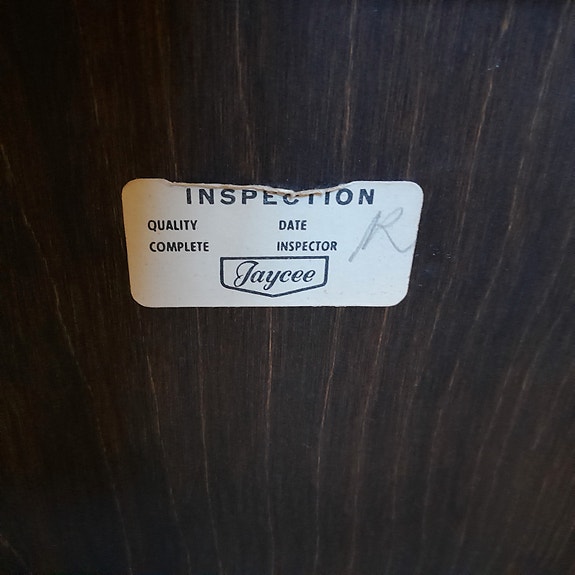 INSPECTION
QUALITY DATE
COMPLETE INSPECTOR R
Jaycee